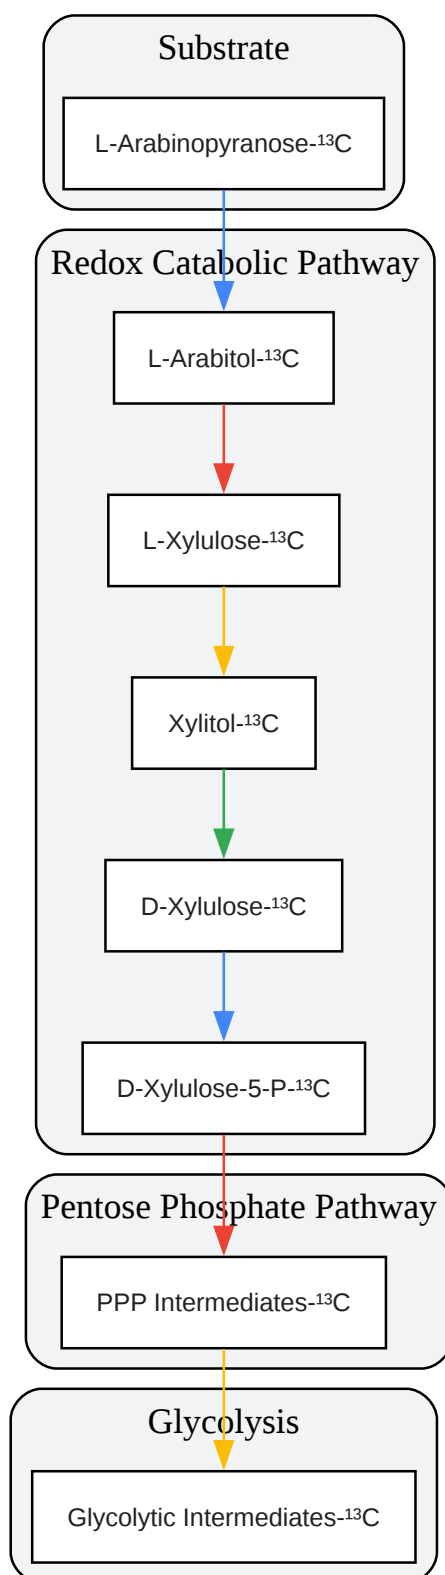 Substrate
L-Arabinopyranose-¹³C
Redox Catabolic Pathway
L-Arabitol-¹³C
L-Xylulose-¹³C
Xylitol-¹³C
D-Xylulose-¹³C
D-Xylulose-5-P-¹³C
Pentose Phosphate Pathway
PPP Intermediates-¹³C
Glycolysis
Glycolytic Intermediates-¹³C